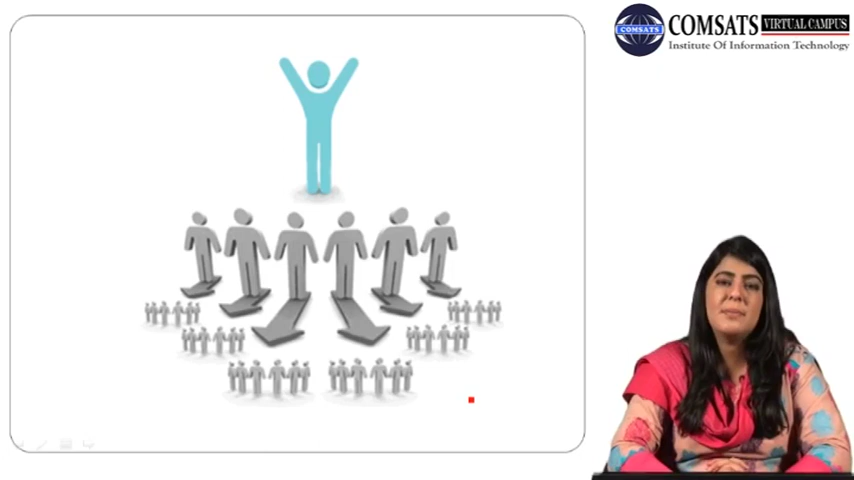 COMSATS VIRTUAL CAMPUS
COMSATS
Institute Of Information Technology